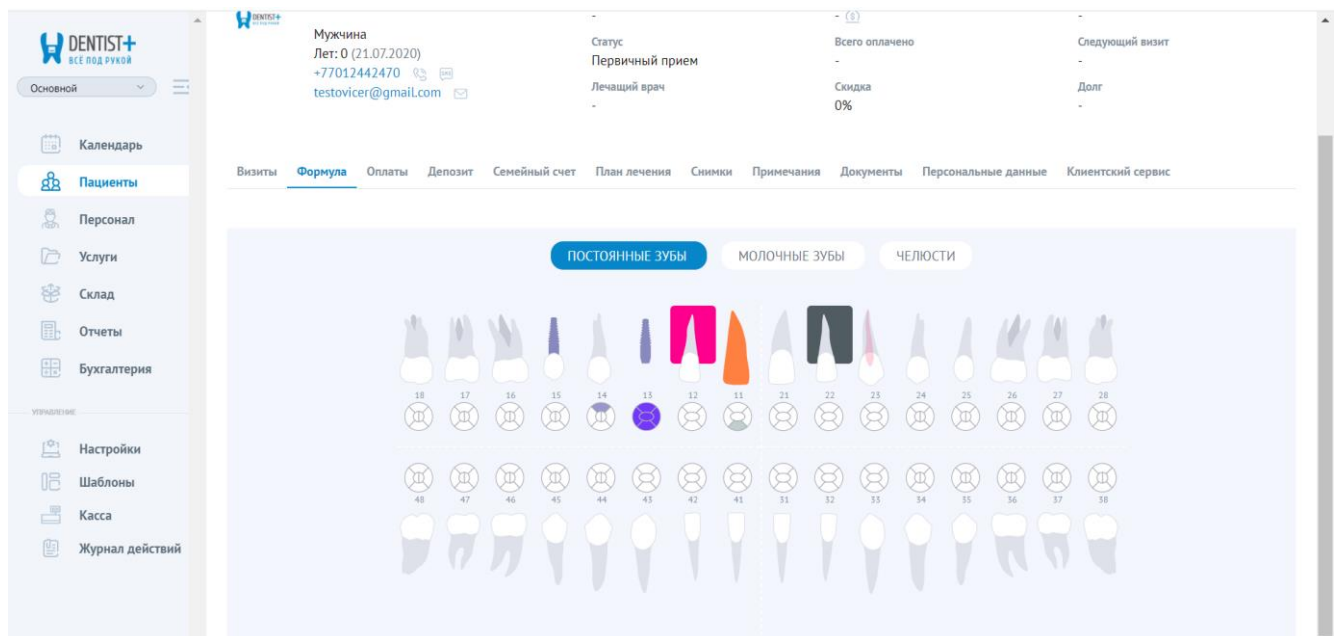 DENTIST+
ВСЁ ПОД РУКОЙ
Основной
Календарь
Пациенты
Персонал
Услуги
Склад
Отчеты
Бухгалтерия
УПРАВЛЕНИЕ
Настройки
Шаблоны
Касса
Журнал действий
DENTIST+
ВСЁ ПОД РУКОЙ
Мужчина
Лет: 0 (21.07.2020)
+77012442470
testovicer@gmail.com
-
Статус
Первичный прием
Лечащий врач
-
- 
Всего оплачено
-
Скидка
0%
-
Следующий визит
-
Долг
-
Визиты Формула Оплаты Депозит Семейный счет План лечения Снимки Примечания Документы Персональные данные Клиентский сервис
ПОСТОЯННЫЕ ЗУБЫ МОЛОЧНЫЕ ЗУБЫ ЧЕЛЮСТИ
18 17 16 15 14 13 12 11 21 22 23 24 25 26 27 28
48 47 46 45 44 43 42 41 31 32 33 34 35 36 37 38